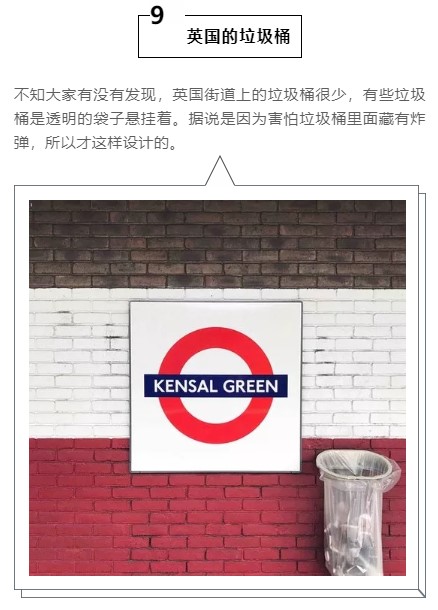 9
英国的垃圾桶
不知大家有没有发现，英国街道上的垃圾桶很少，有些垃圾
桶是透明的袋子悬挂着。据说是因为害怕垃圾桶里面藏有炸
弹，所以才这样设计的。
KENSAL GREEN